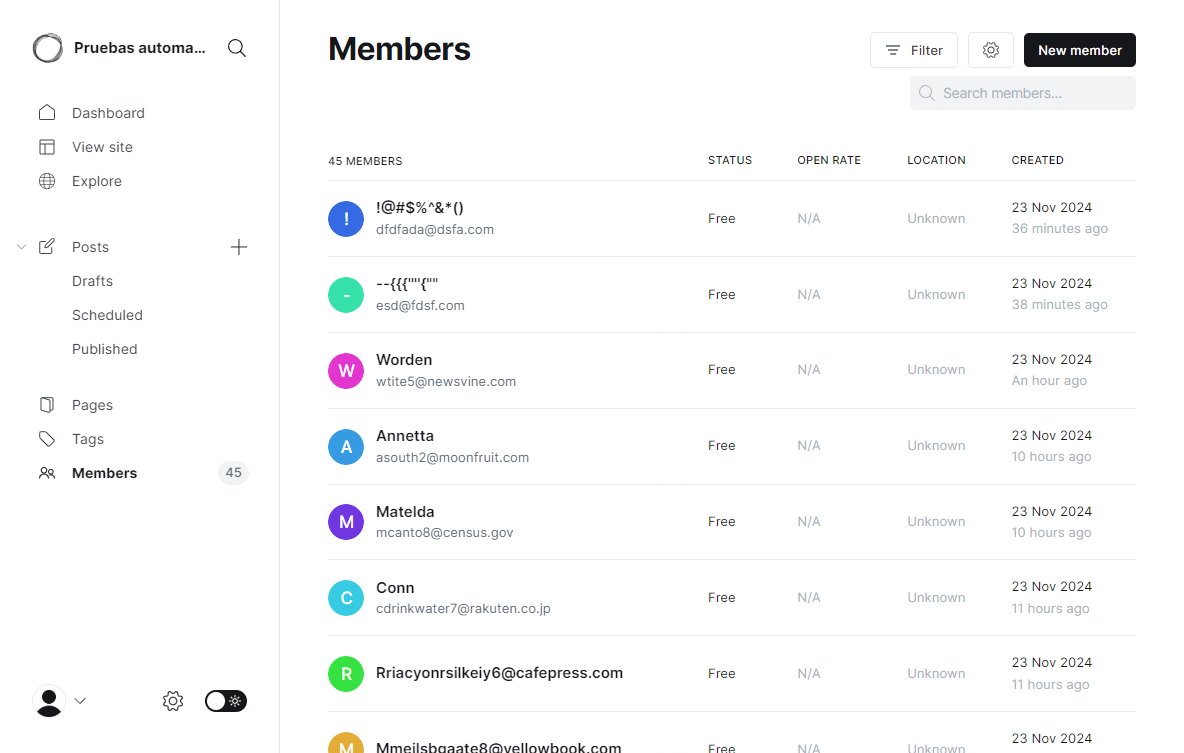 Pruebas automa...
Dashboard
View site
Explore
Posts
Drafts
Scheduled
Published
Pages
Tags
Members 45
Members
Filter
New member
Search members...
45 MEMBERS STATUS OPEN RATE LOCATION CREATED
! !@#$%^&*() Free N/A Unknown 23 Nov 2024
dfdfada@dsfa.com 36 minutes ago
- --{{{"''{"" Free N/A Unknown 23 Nov 2024
esd@fdsf.com 38 minutes ago
W Worden Free N/A Unknown 23 Nov 2024
wtite5@newsvine.com An hour ago
A Annetta Free N/A Unknown 23 Nov 2024
asouth2@moonfruit.com 10 hours ago
M Matelda Free N/A Unknown 23 Nov 2024
mcanto8@census.gov 10 hours ago
C Conn Free N/A Unknown 23 Nov 2024
cdrinkwater7@rakuten.co.jp 11 hours ago
R Rriacyonrsilkeiy6@cafepress.com Free N/A Unknown 23 Nov 2024
11 hours ago
M Mmeilsbgaate8@yellowbook.com Free N/A Unknown 23 Nov 2024